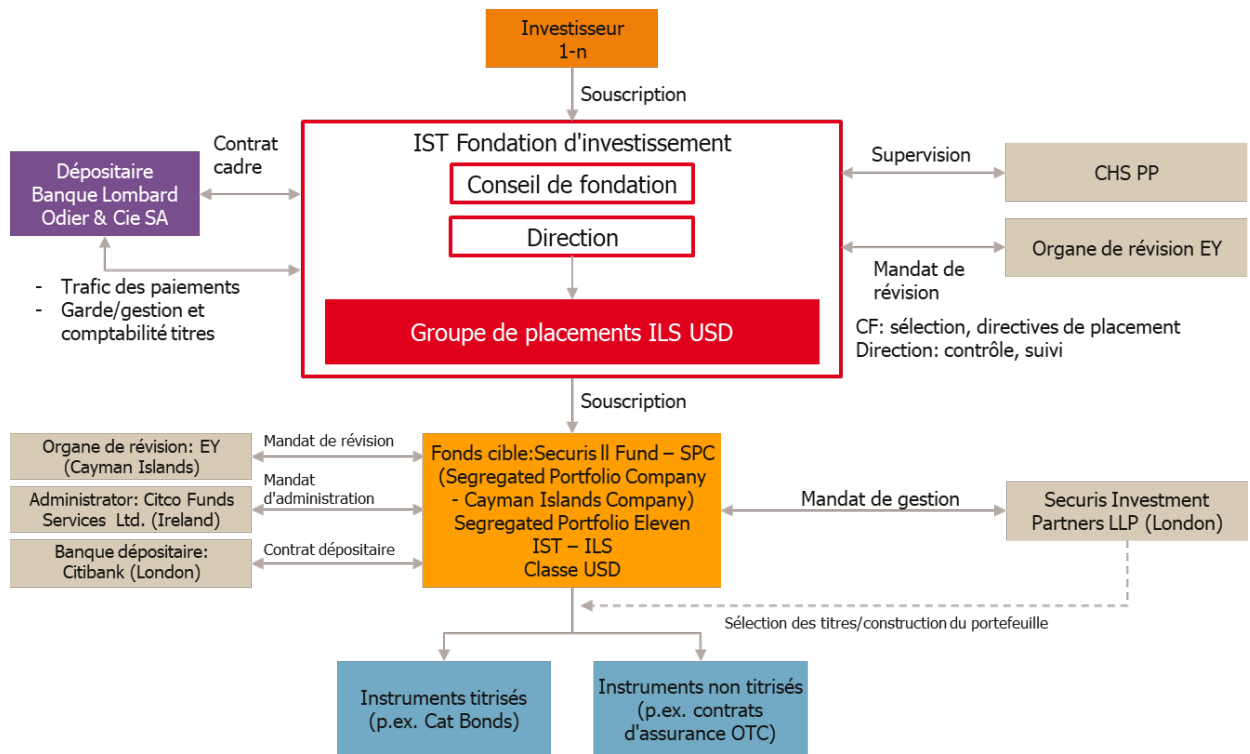 Investisseur
1-n
Souscription
IST Fondation d'investissement
Conseil de fondation
Direction
Groupe de placements ILS USD
Contrat
cadre
Dépositaire
Banque Lombard
Odier & Cie SA
- Trafic des paiements
- Garde/gestion et
comptabilité titres
Supervision
CHS PP
Organe de révision EY
Mandat de
révision
CF: sélection, directives de placement
Direction: contrôle, suivi
Souscription
Organe de révision: EY
(Cayman Islands)
Mandat de révision
Administrator: Citco Funds
Services Ltd. (Ireland)
Mandat
d'administration
Banque dépositaire:
Citibank (London)
Contrat dépositaire
Fonds cible:Securis ll Fund – SPC
(Segregated Portfolio Company
- Cayman Islands Company)
Segregated Portfolio Eleven
IST – ILS
Classe USD
Mandat de gestion
Securis Investment
Partners LLP (London)
Sélection des titres/construction du portefeuille
Instruments titrisés
(p.ex. Cat Bonds)
Instruments non titrisés
(p.ex. contrats
d'assurance OTC)